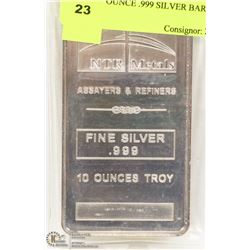 23
OUNCE .999 SILVER BAR
Consignor:
NTR Metals
ASSAYERS & REFINERS
FINE SILVER
.999
10 OUNCES TROY